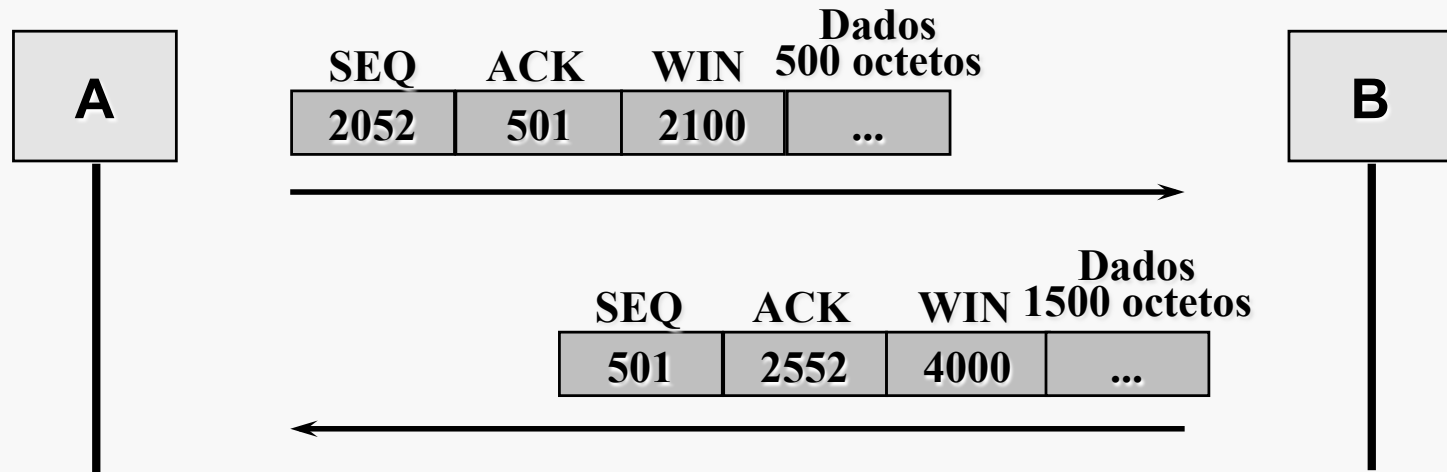 A
B
SEQ ACK WIN Dados
500 octetos
2052 501 2100 ...
SEQ ACK WIN Dados
1500 octetos
501 2552 4000 ...